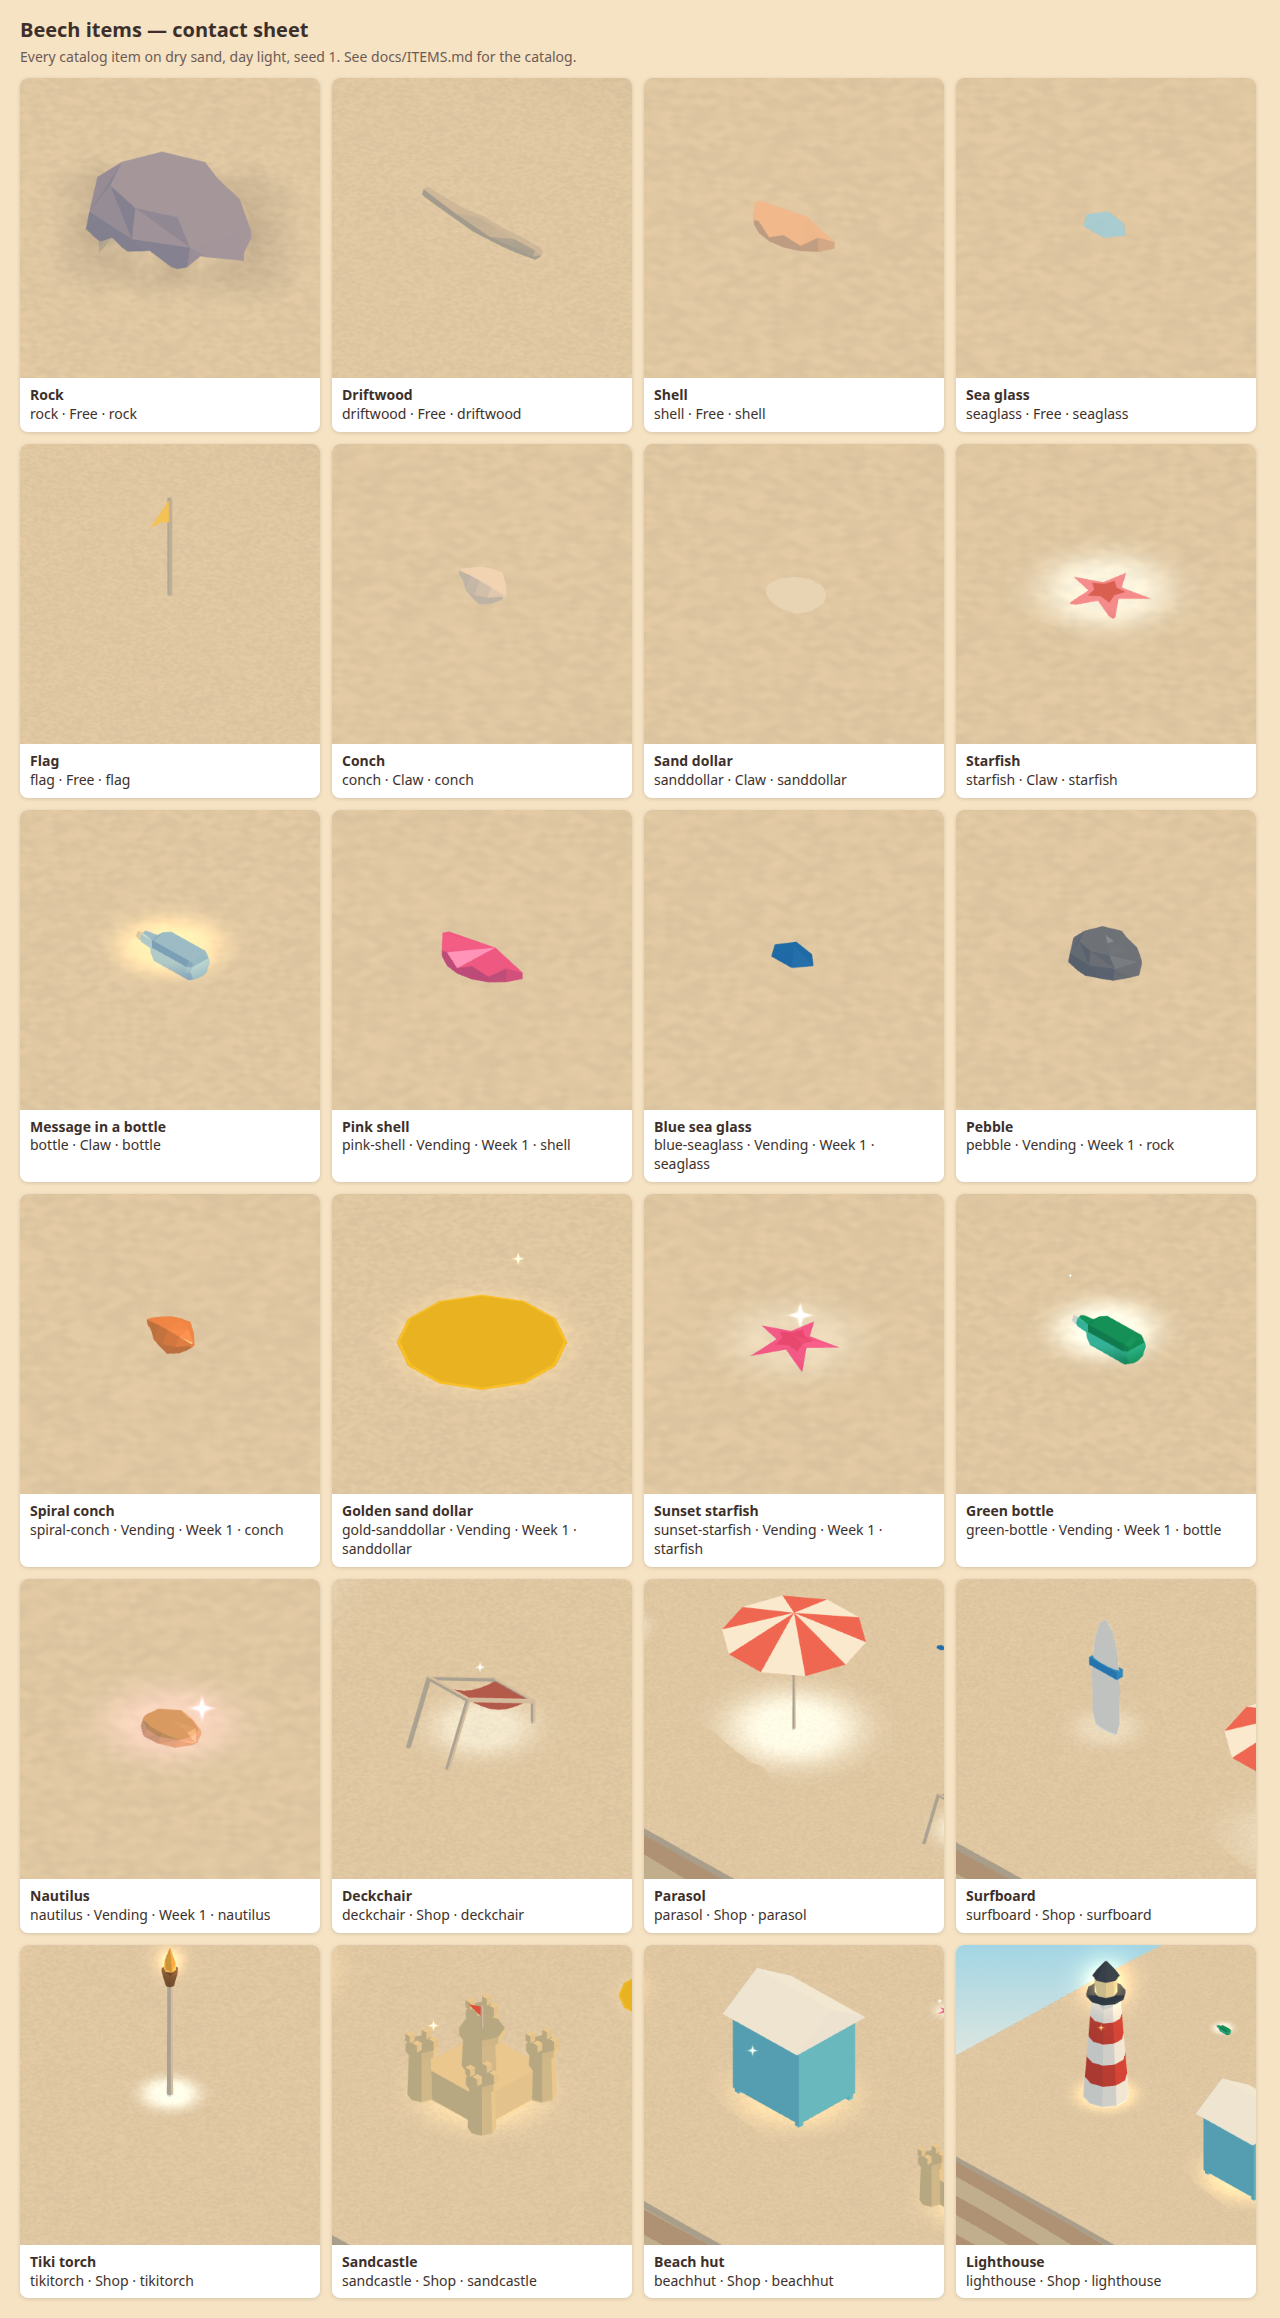 Beech items — contact sheet
Every catalog item on dry sand, day light, seed 1. See docs/ITEMS.md for the catalog.
Rock
rock · Free · rock
Driftwood
driftwood · Free · driftwood
Shell
shell · Free · shell
Sea glass
seaglass · Free · seaglass
Flag
flag · Free · flag
Conch
conch · Claw · conch
Sand dollar
sanddollar · Claw · sanddollar
Starfish
starfish · Claw · starfish
Message in a bottle
bottle · Claw · bottle
Pink shell
pink-shell · Vending · Week 1 · shell
Blue sea glass
blue-seaglass · Vending · Week 1 ·
seaglass
Pebble
pebble · Vending · Week 1 · rock
Spiral conch
spiral-conch · Vending · Week 1 · conch
Golden sand dollar
gold-sanddollar · Vending · Week 1 ·
sanddollar
Sunset starfish
sunset-starfish · Vending · Week 1 ·
starfish
Green bottle
green-bottle · Vending · Week 1 · bottle
Nautilus
nautilus · Vending · Week 1 · nautilus
Deckchair
deckchair · Shop · deckchair
Parasol
parasol · Shop · parasol
Surfboard
surfboard · Shop · surfboard
Tiki torch
tikitorch · Shop · tikitorch
Sandcastle
sandcastle · Shop · sandcastle
Beach hut
beachhut · Shop · beachhut
Lighthouse
lighthouse · Shop · lighthouse